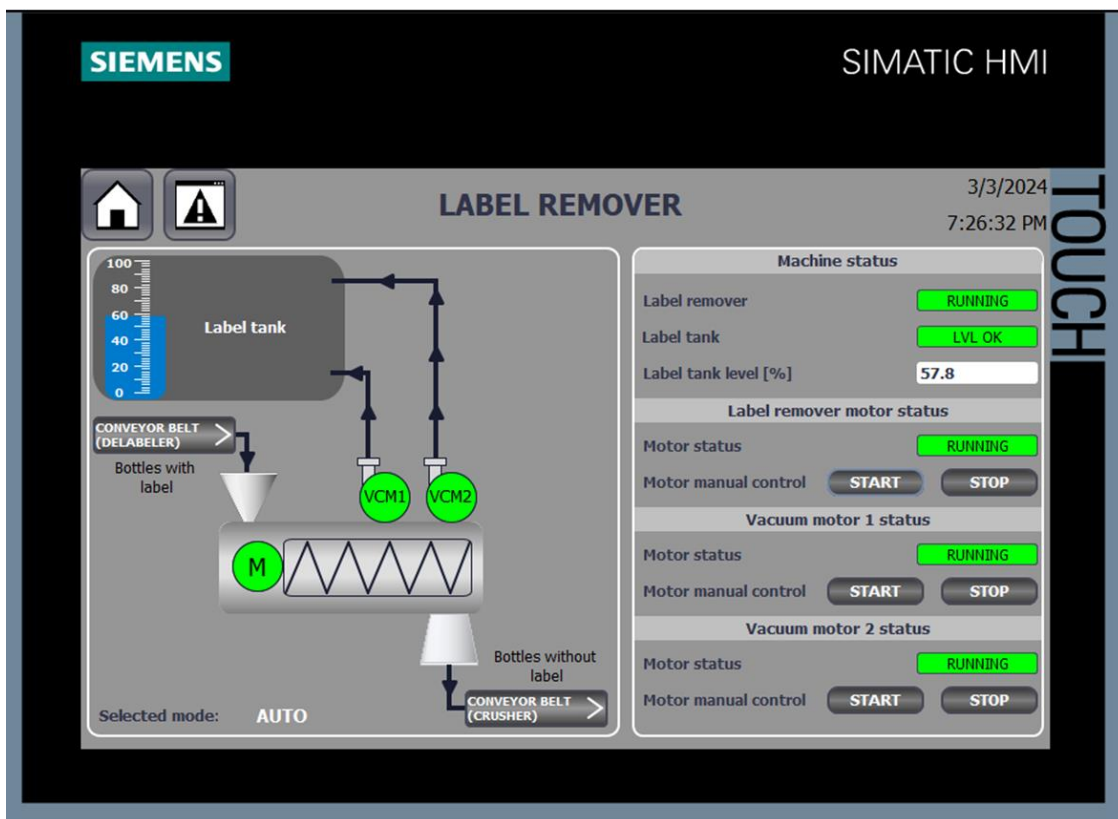 SIEMENS
SIMATIC HMI
TOUCH
LABEL REMOVER
3/3/2024
7:26:32 PM
100
80
60
40
20
0
Label tank
CONVEYOR BELT
(DELABELER)
Bottles with
label
VCM1
VCM2
M
Bottles without
label
CONVEYOR BELT
(CRUSHER)
Selected mode: AUTO
Machine status
Label remover RUNNING
Label tank LVL OK
Label tank level [%] 57.8
Label remover motor status
Motor status RUNNING
Motor manual control START STOP
Vacuum motor 1 status
Motor status RUNNING
Motor manual control START STOP
Vacuum motor 2 status
Motor status RUNNING
Motor manual control START STOP